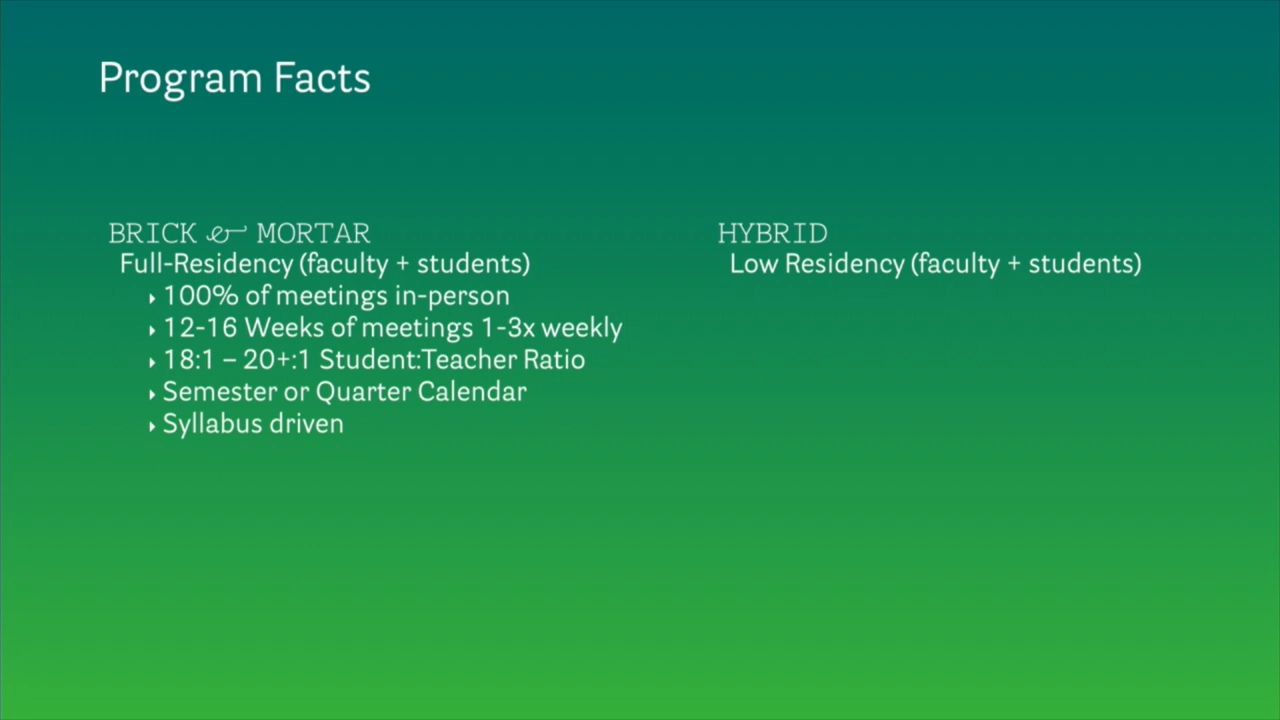 Program Facts
BRICK & MORTAR
Full-Residency (faculty + students)
‣ 100% of meetings in-person
‣ 12-16 Weeks of meetings 1-3x weekly
‣ 18:1 – 20+:1 Student:Teacher Ratio
‣ Semester or Quarter Calendar
‣ Syllabus driven
HYBRID
Low Residency (faculty + students)